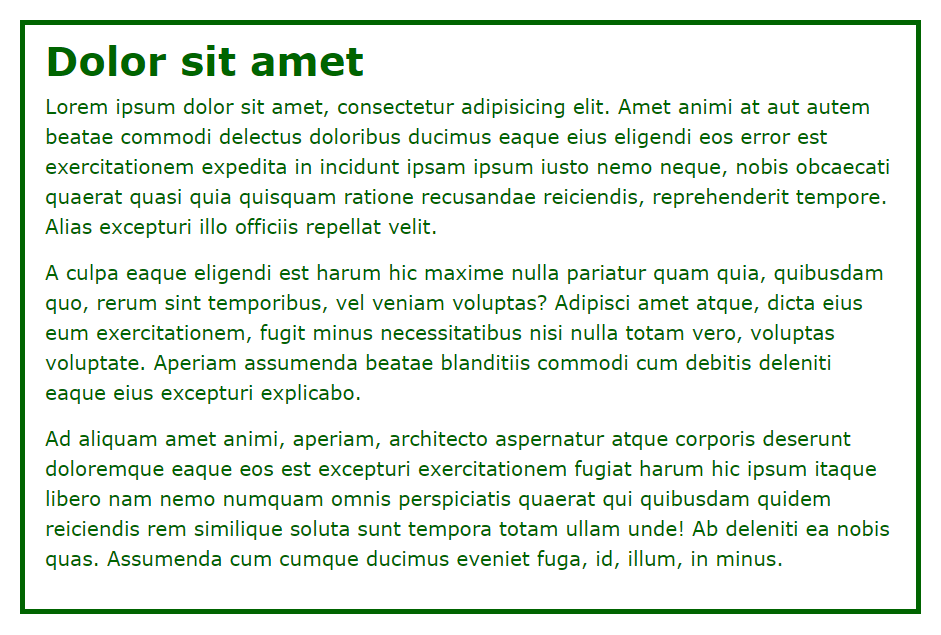 Dolor sit amet
Lorem ipsum dolor sit amet, consectetur adipisicing elit. Amet animi at aut autem
beatae commodi delectus doloribus ducimus eaque eius eligendi eos error est
exercitationem expedita in incidunt ipsam ipsum iusto nemo neque, nobis obcaecati
quaerat quasi quia quisquam ratione recusandae reiciendis, reprehenderit tempore.
Alias excepturi illo officiis repellat velit.
A culpa eaque eligendi est harum hic maxime nulla pariatur quam quia, quibusdam
quo, rerum sint temporibus, vel veniam voluptas? Adipisci amet atque, dicta eius
eum exercitationem, fugit minus necessitatibus nisi nulla totam vero, voluptas
voluptate. Aperiam assumenda beatae blanditiis commodi cum debitis deleniti
eaque eius excepturi explicabo.
Ad aliquam amet animi, aperiam, architecto aspernatur atque corporis deserunt
doloremque eaque eos est excepturi exercitationem fugiat harum hic ipsum itaque
libero nam nemo numquam omnis perspiciatis quaerat qui quibusdam quidem
reiciendis rem similique soluta sunt tempora totam ullam unde! Ab deleniti ea nobis
quas. Assumenda cum cumque ducimus eveniet fuga, id, illum, in minus.